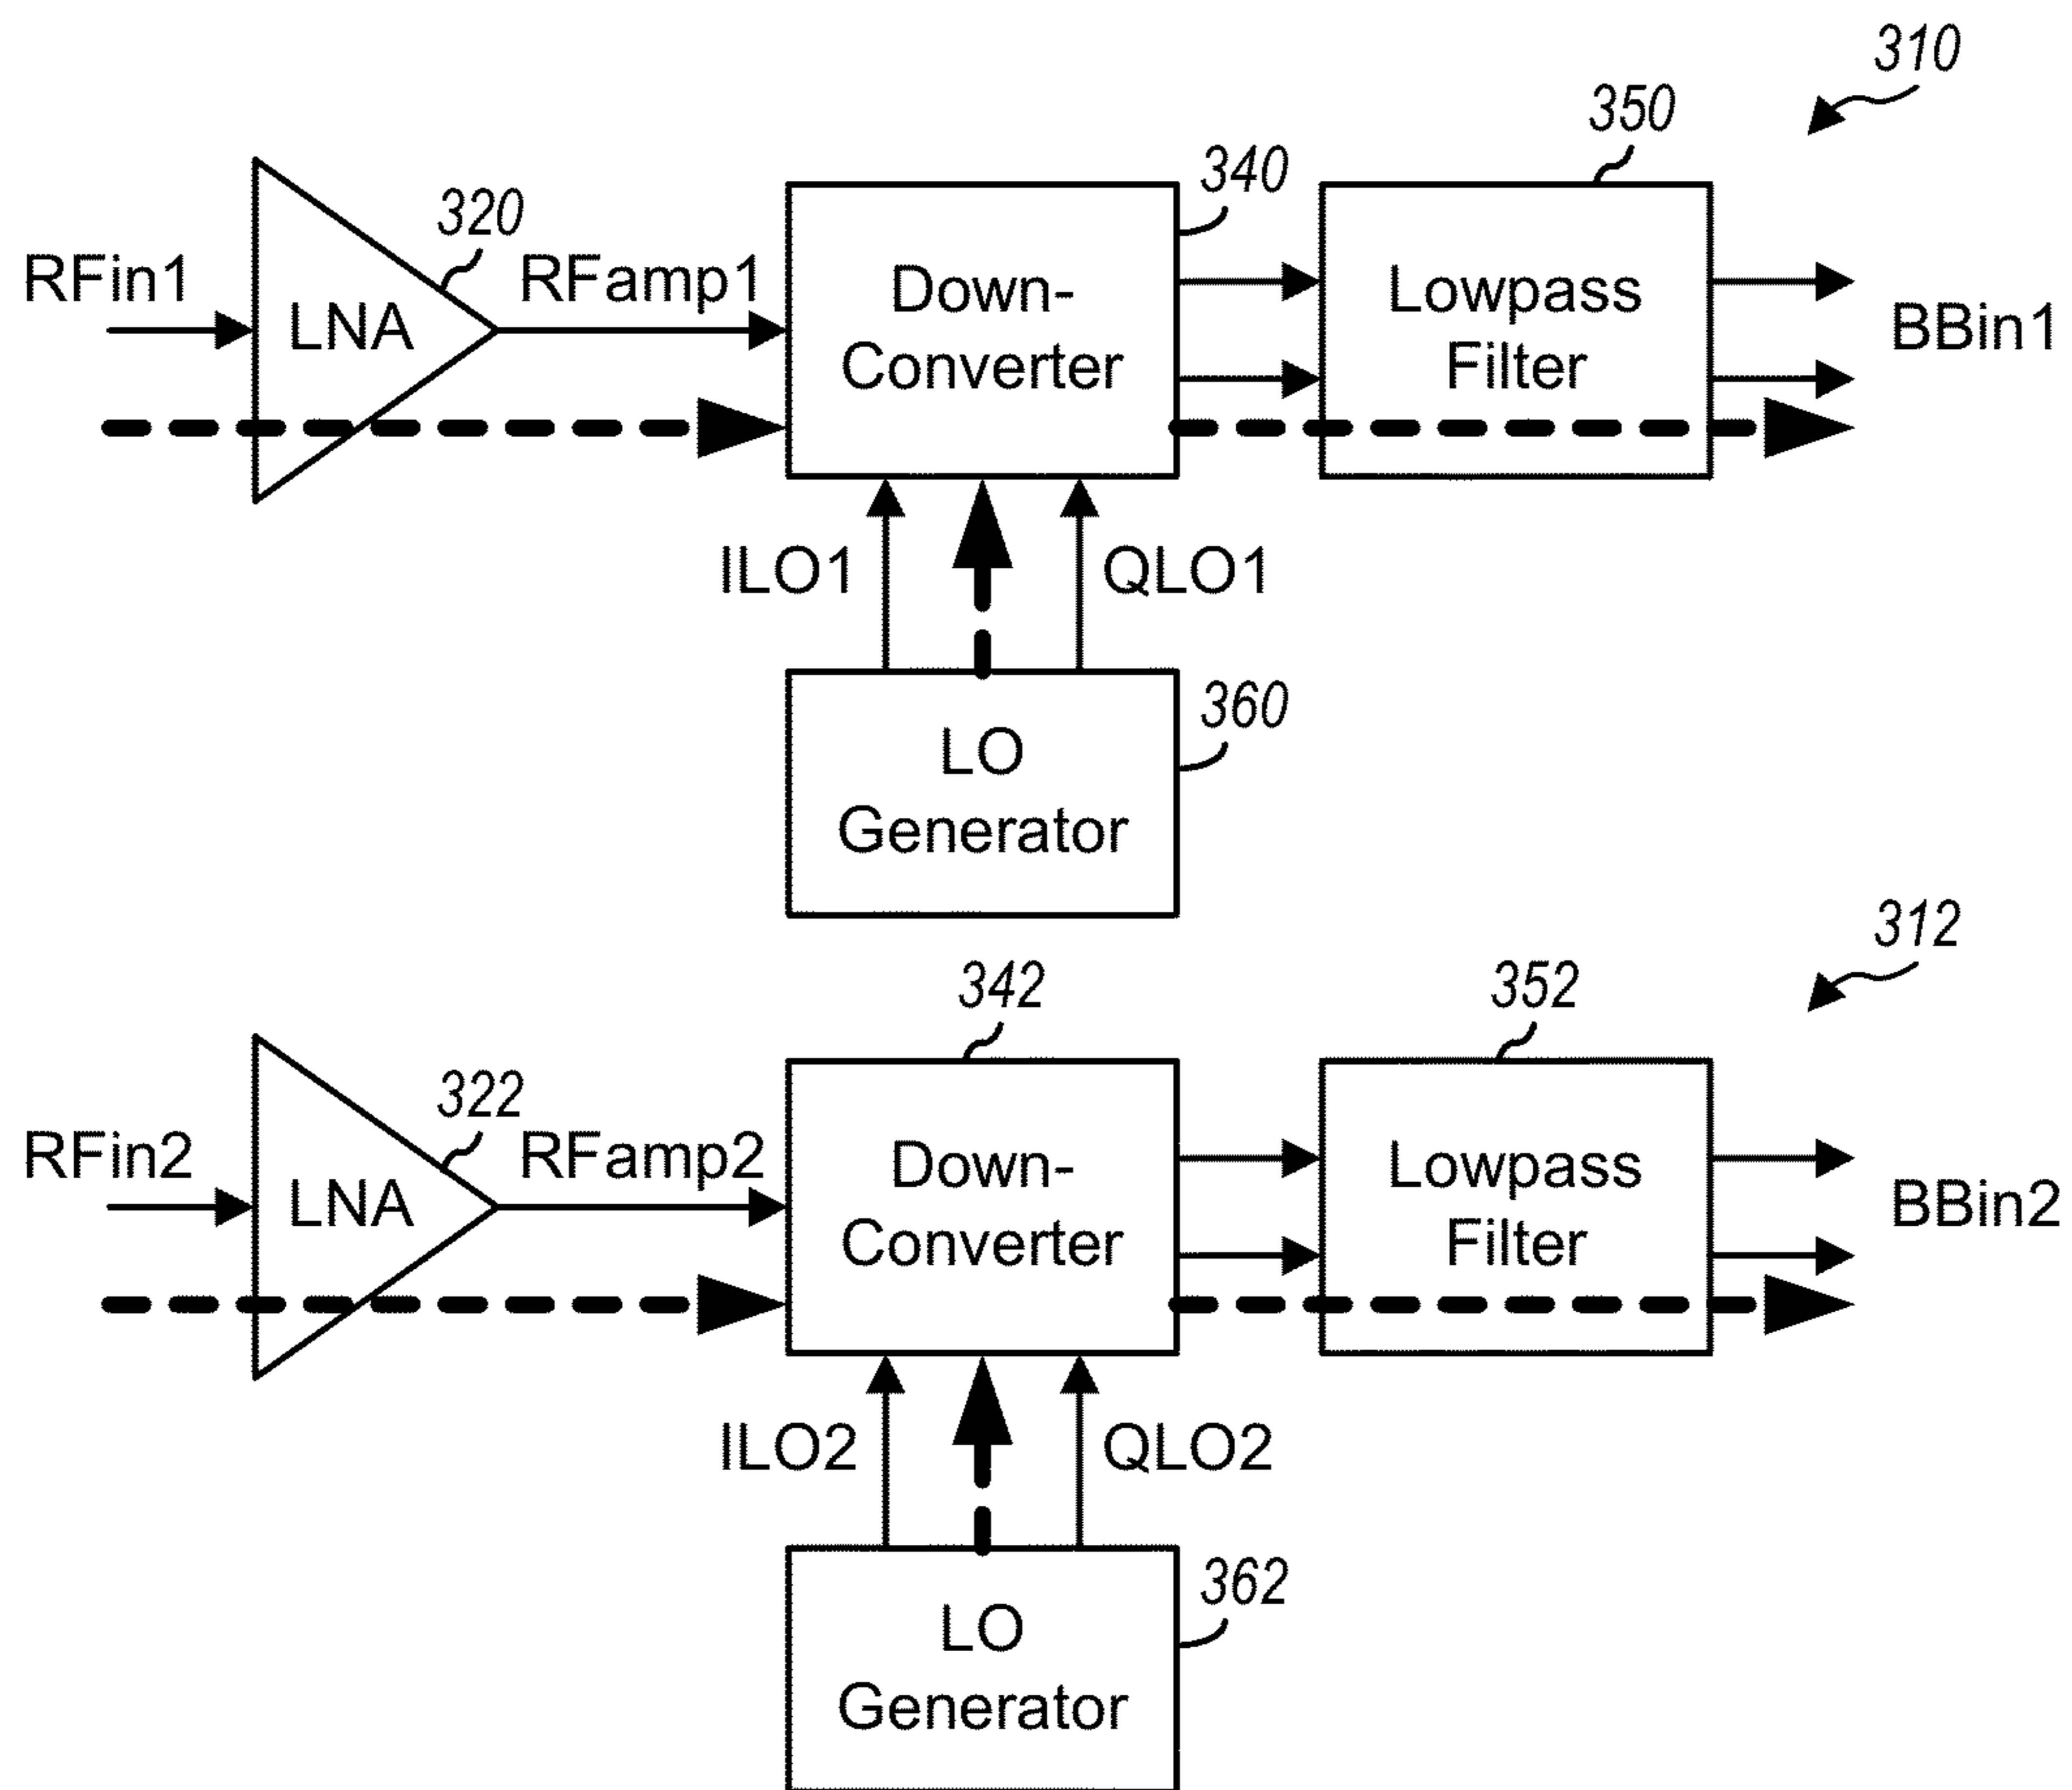 310
350
340
320
RFin1
LNA
RFamp1
Down-
Converter
Lowpass
Filter
BBin1
ILO1
QLO1
360
LO
Generator
312
342
352
322
RFin2
LNA
RFamp2
Down-
Converter
Lowpass
Filter
BBin2
ILO2
QLO2
362
LO
Generator